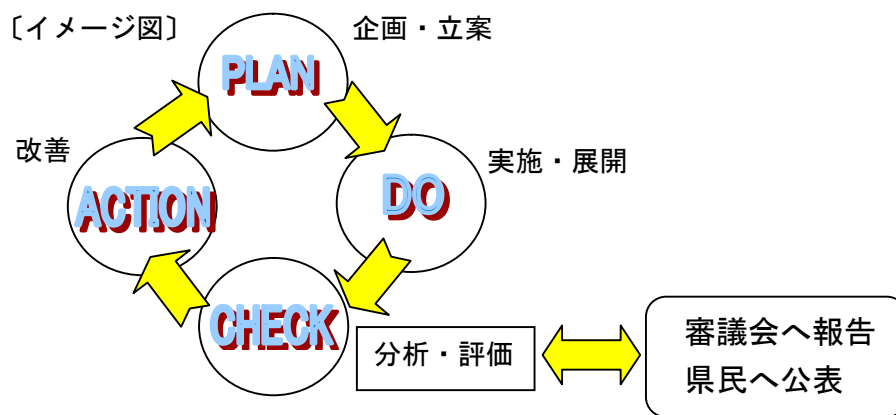 〔イメージ図〕
PLAN
企画・立案
改善
ACTION
DO
実施・展開
CHECK
分析・評価
審議会へ報告
県民へ公表